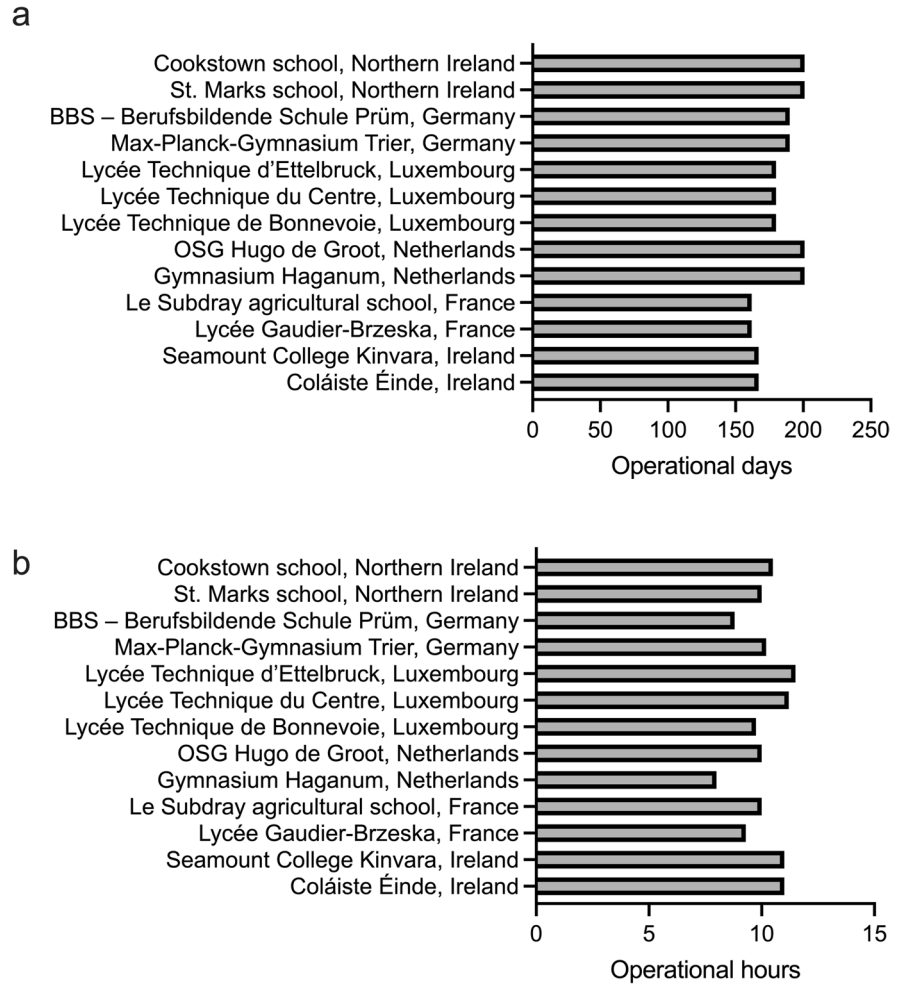 a
Cookstown school, Northern Ireland
St. Marks school, Northern Ireland
BBS – Berufsbildende Schule Prüm, Germany
Max-Planck-Gymnasium Trier, Germany
Lycée Technique d’Ettelbruck, Luxembourg
Lycée Technique du Centre, Luxembourg
Lycée Technique de Bonnevoie, Luxembourg
OSG Hugo de Groot, Netherlands
Gymnasium Haganum, Netherlands
Le Subdray agricultural school, France
Lycée Gaudier-Brzeska, France
Seamount College Kinvara, Ireland
Coláiste Éinde, Ireland
0 50 100 150 200 250
Operational days
b
Cookstown school, Northern Ireland
St. Marks school, Northern Ireland
BBS – Berufsbildende Schule Prüm, Germany
Max-Planck-Gymnasium Trier, Germany
Lycée Technique d’Ettelbruck, Luxembourg
Lycée Technique du Centre, Luxembourg
Lycée Technique de Bonnevoie, Luxembourg
OSG Hugo de Groot, Netherlands
Gymnasium Haganum, Netherlands
Le Subdray agricultural school, France
Lycée Gaudier-Brzeska, France
Seamount College Kinvara, Ireland
Coláiste Éinde, Ireland
0 5 10 15
Operational hours